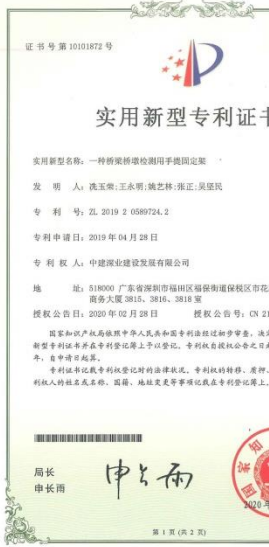 证书号第10101872号
实用新型专利证书
实用新型名称：一种桥梁桥墩检测用手提固定架
发 明 人：冼玉荣;王永明;姚艺林;张正;吴坚民
专 利 号：ZL 2019 2 0589724.2
专利申请日：2019年04月28日
专 利 权 人：中建深业建设发展有限公司
地 址：518000 广东省深圳市福田区福保街道保税区市花
商务大厦3815、3816、3818室
授权公告日：2020年02月28日 授权公告号：CN 21
国家知识产权局依照中华人民共和国专利法经过初步审查，决定
新型专利证书并在专利登记簿上予以登记。专利权自授权公告之日起
年，自申请日起算。
专利证书记载专利权登记时的法律状况。专利权的转移、质押、
利权人的姓名或名称、国籍、地址变更等事项记载在专利登记簿上。
局长
申长雨
申长雨
国家知
2020年
第 1 页 (共 2 页)